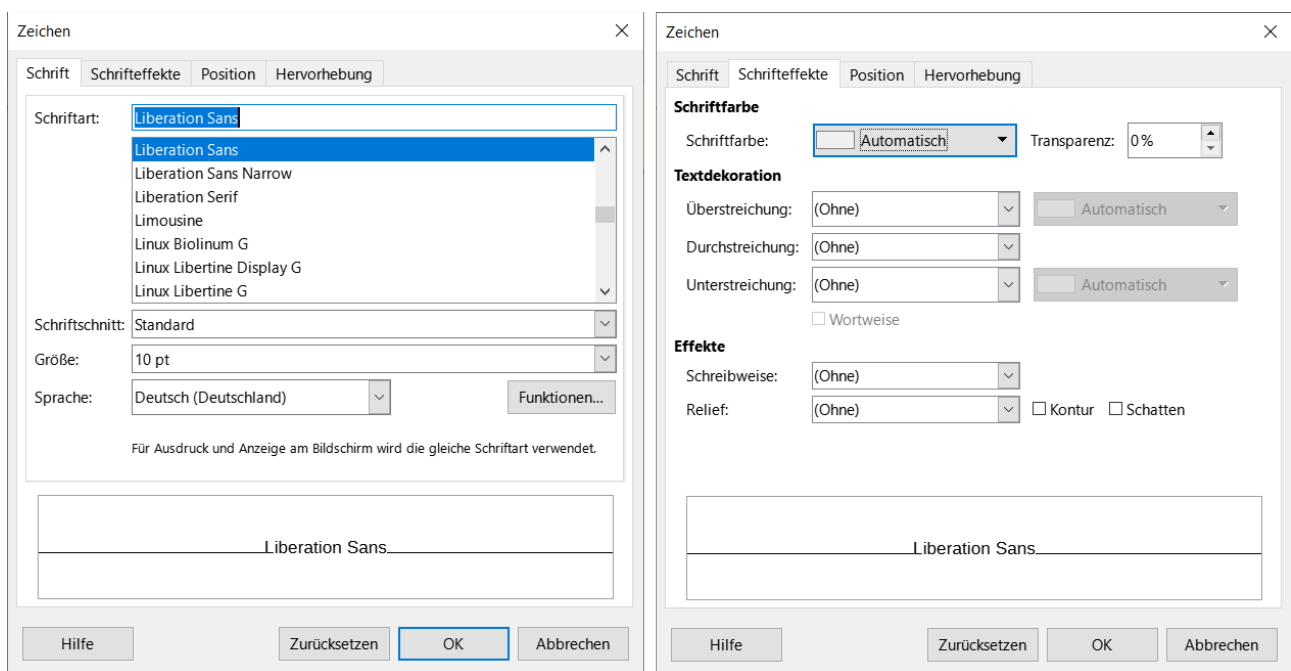 Zeichen
Schrift Schrifteffekte Position Hervorhebung
Schriftart: Liberation Sans
Liberation Sans
Liberation Sans Narrow
Liberation Serif
Limousine
Linux Biolinum G
Linux Libertine Display G
Linux Libertine G
Schriftschnitt: Standard
Größe: 10 pt
Sprache: Deutsch (Deutschland) Funktionen...
Für Ausdruck und Anzeige am Bildschirm wird die gleiche Schriftart verwendet.
Liberation Sans
Hilfe Zurücksetzen OK Abbrechen
Zeichen
Schrift Schrifteffekte Position Hervorhebung
Schriftfarbe
Schriftfarbe: Automatisch Transparenz: 0%
Textdekoration
Überstreichung: (Ohne) Automatisch
Durchstreichung: (Ohne)
Unterstreichung: (Ohne) Automatisch
Wortweise
Effekte
Schreibweise: (Ohne)
Relief: (Ohne) Kontur Schatten
Liberation Sans
Hilfe Zurücksetzen OK Abbrechen